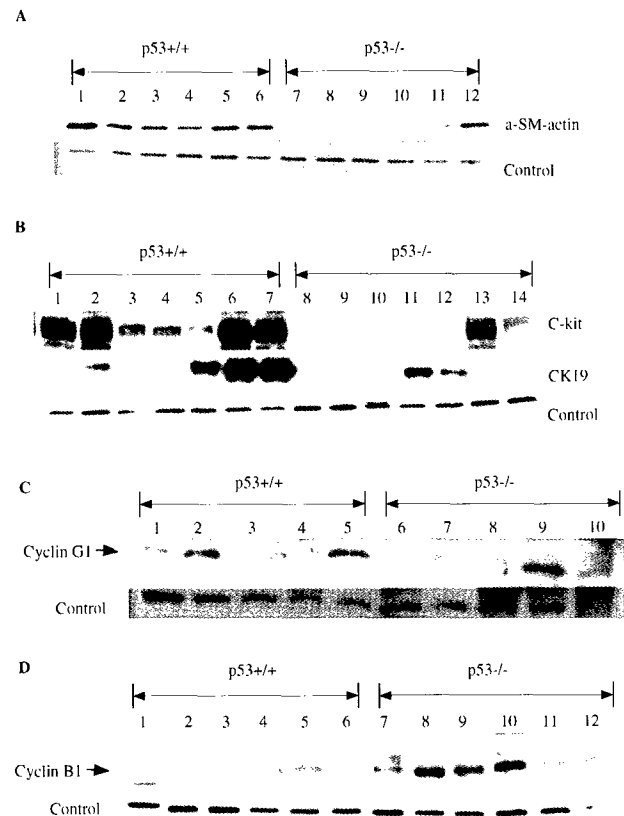 A
p53+/+ p53-/-
1 2 3 4 5 6 7 8 9 10 11 12
a-SM-actin
Control
B
p53+/+ p53-/-
1 2 3 4 5 6 7 8 9 10 11 12 13 14
C-kit
CK19
Control
C
p53+/+ p53-/-
1 2 3 4 5 6 7 8 9 10
Cyclin G1
Control
D
p53+/+ p53-/-
1 2 3 4 5 6 7 8 9 10 11 12
Cyclin B1
Control